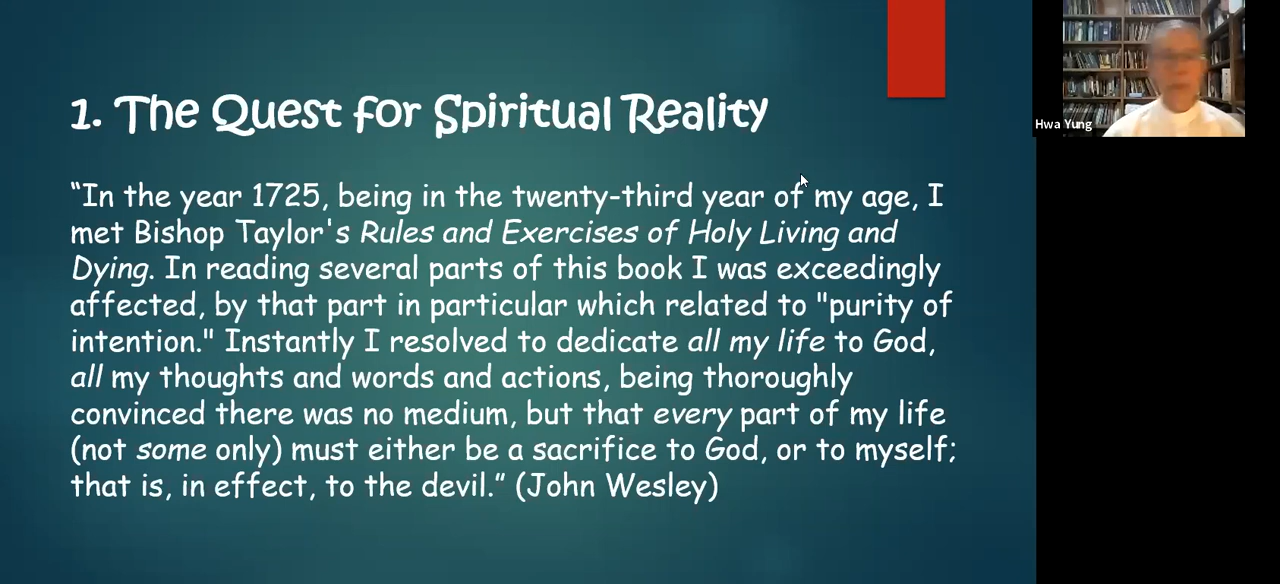 1. The Quest for Spiritual Reality
“In the year 1725, being in the twenty-third year of my age, I
met Bishop Taylor's Rules and Exercises of Holy Living and
Dying. In reading several parts of this book I was exceedingly
affected, by that part in particular which related to "purity of
intention." Instantly I resolved to dedicate all my life to God,
all my thoughts and words and actions, being thoroughly
convinced there was no medium, but that every part of my life
(not some only) must either be a sacrifice to God, or to myself;
that is, in effect, to the devil.” (John Wesley)
Hwa Yung